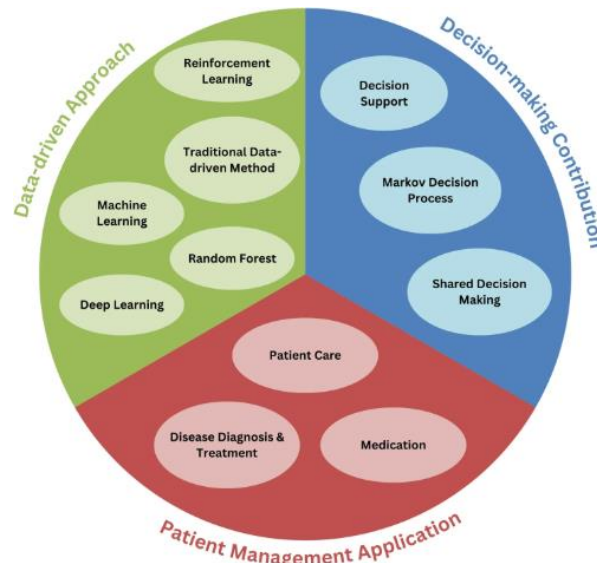 Data-driven Approach
Reinforcement
Learning
Traditional Data-
driven Method
Machine
Learning
Random Forest
Deep Learning
Decision-making Contribution
Decision
Support
Markov Decision
Process
Shared Decision
Making
Patient Care
Disease Diagnosis &
Treatment
Medication
Patient Management Application